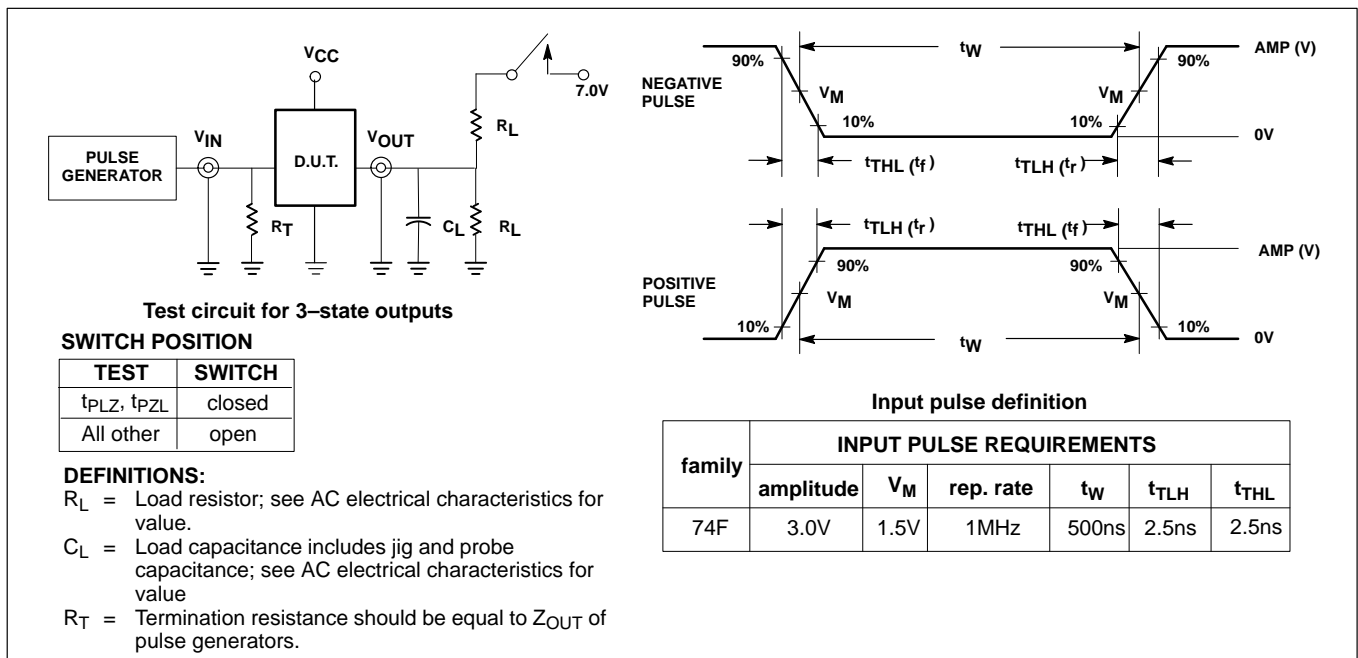 VCC
7.0V
RL
VIN
VOUT
PULSE
GENERATOR
D.U.T.
RT
CL
RL
Test circuit for 3–state outputs
SWITCH POSITION
TEST SWITCH
tPLZ, tPZL closed
All other open
DEFINITIONS:
RL = Load resistor; see AC electrical characteristics for
value.
CL = Load capacitance includes jig and probe
capacitance; see AC electrical characteristics for
value
RT = Termination resistance should be equal to ZOUT of
pulse generators.
tW AMP (V)
90% 90%
NEGATIVE
PULSE
VM VM
10% 10%
0V
tTHL (tf) tTLH (tr)
tTLH (tr) tTHL (tf)
AMP (V)
90% 90%
POSITIVE
PULSE
VM VM
10% 10%
tW 0V
Input pulse definition
family INPUT PULSE REQUIREMENTS
amplitude VM rep. rate tW tTLH tTHL
74F 3.0V 1.5V 1MHz 500ns 2.5ns 2.5ns